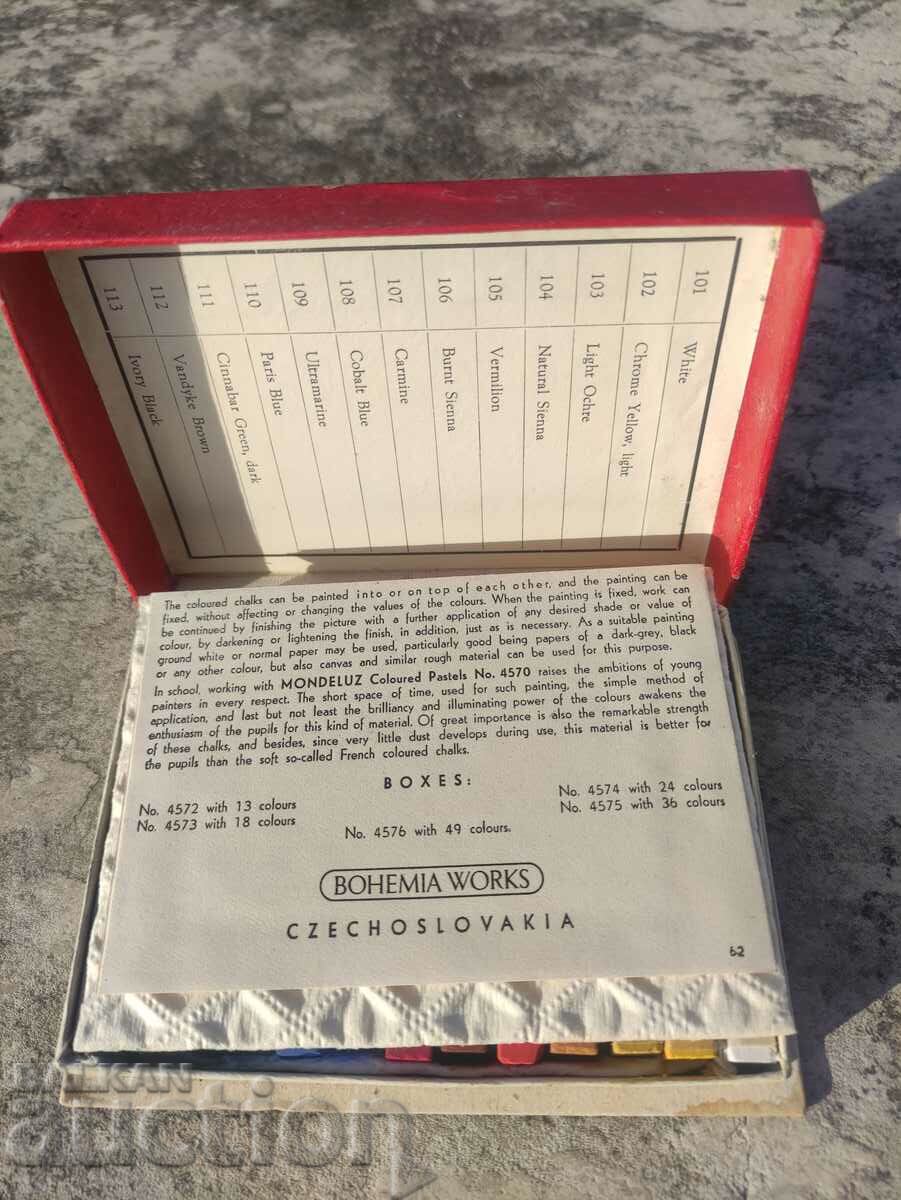 101 White
102 Chrome Yellow, light
103 Light Ochre
104 Natural Sienna
105 Vermilion
106 Burnt Sienna
107 Carmine
108 Cobalt Blue
109 Ultramarine
110 Paris Blue
111 Cinnabar Green, dark
112 Vandyke Brown
113 Ivory Black
The coloured chalks can be painted into or on top of each other, and the painting can be
fixed, without affecting or changing the values of the colours. When the painting is fixed, work can
be continued by finishing the picture with a further application of any desired shade or value of
colour, by darkening or lightening the finish, in addition, just as is necessary. As a suitable painting
ground white or normal paper may be used, particularly good being papers of a dark-grey, black
or any other colour, but also canvas and similar rough material can be used for this purpose.
In school, working with MONDELUZ Coloured Pastels No. 4570 raises the ambitions of young
painters in every respect. The short space of time, used for such painting, the simple method of
application, and last but not least the brilliancy and illuminating power of the colours awakens the
enthusiasm of the pupils for this kind of material. Of great importance is also the remarkable strength
of these chalks, and besides, since very little dust develops during use, this material is better for
the pupils than the soft so-called French coloured chalks.
BOXES:
No. 4572 with 13 colours
No. 4573 with 18 colours
No. 4574 with 24 colours
No. 4575 with 36 colours
No. 4576 with 49 colours.
BOHEMIA WORKS
CZECHOSLOVAKIA
6-2
BALKAN
auction